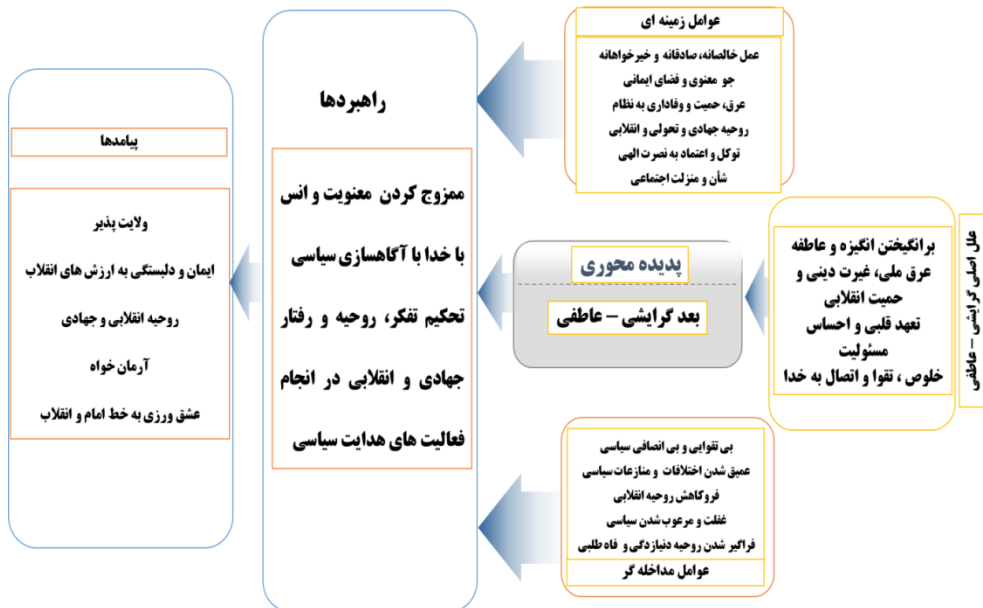 علل اصلی گرایشی – عاطفی
برانگیختن انگیزه و عاطفه
عرق ملی، غیرت دینی و
حمیت انقلابی
تعهد قلبی و احساس
مسئولیت
خلوص ، تقوا و اتصال به خدا
عوامل زمینه ای
عمل خالصانه، صادقانه و خیرخواهانه
جو معنوی و فضای ایمانی
عرق، حمیت و وفاداری به نظام
روحیه جهادی و تحولی و انقلابی
توکل و اعتماد به نصرت الهی
شأن و منزلت اجتماعی
پدیده محوری
بعد گرایشی – عاطفی
بی تقوایی و بی انصافی سیاسی
عمیق شدن اختلافات و منازعات سیاسی
فروکاهش روحیه انقلابی
غفلت و مرعوب شدن سیاسی
فراگیر شدن روحیه دنیازدگی و فاه طلبی
عوامل مداخله گر
راهبردها
ممزوج کردن معنویت و انس
با خدا با آگاهسازی سیاسی
تحکیم تفکر، روحیه و رفتار
جهادی و انقلابی در انجام
فعالیت های هدایت سیاسی
پیامدها
ولایت پذیر
ایمان و دلبستگی به ارزش های انقلاب
روحیه انقلابی و جهادی
آرمان خواه
عشق ورزی به خط امام و انقلاب